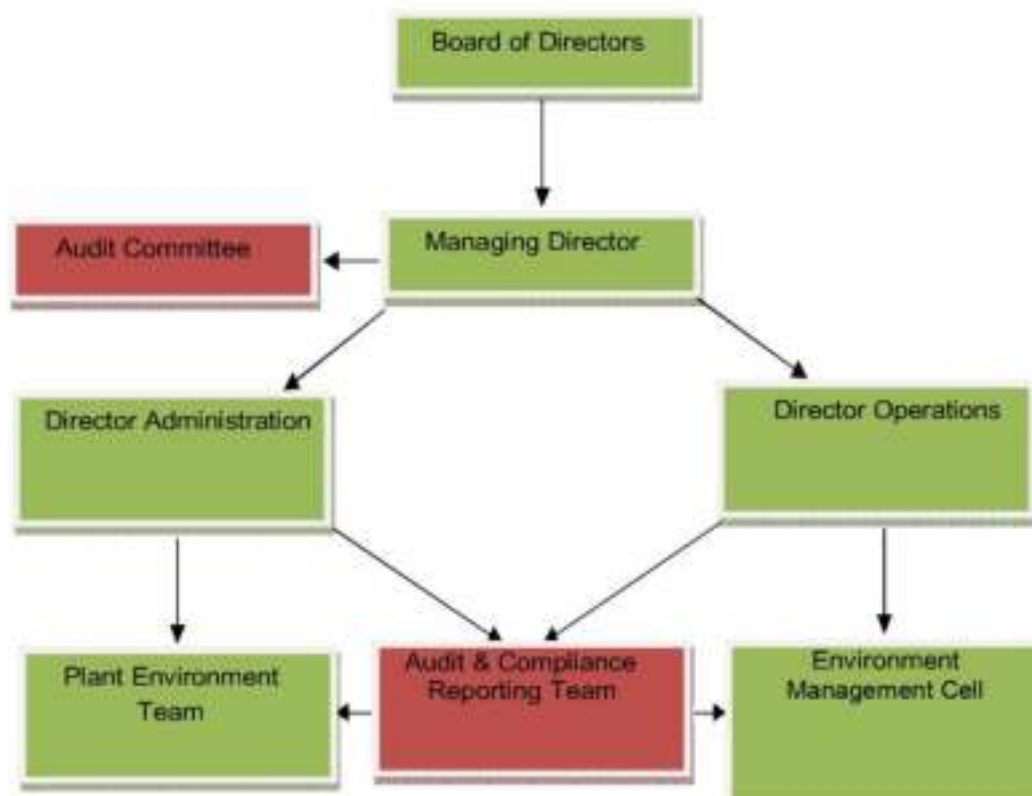 Board of Directors
Audit Committee
Managing Director
Director Administration
Director Operations
Plant Environment
Team
Audit & Compliance
Reporting Team
Environment
Management Cell